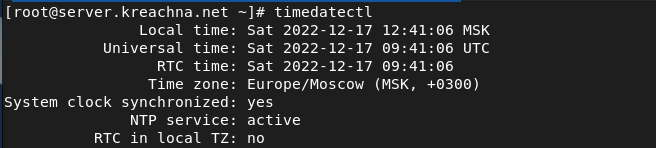 [root@server.kreachna.net ~]# timedatectl
Local time: Sat 2022-12-17 12:41:06 MSK
Universal time: Sat 2022-12-17 09:41:06 UTC
RTC time: Sat 2022-12-17 09:41:06
Time zone: Europe/Moscow (MSK, +0300)
System clock synchronized: yes
NTP service: active
RTC in local TZ: no